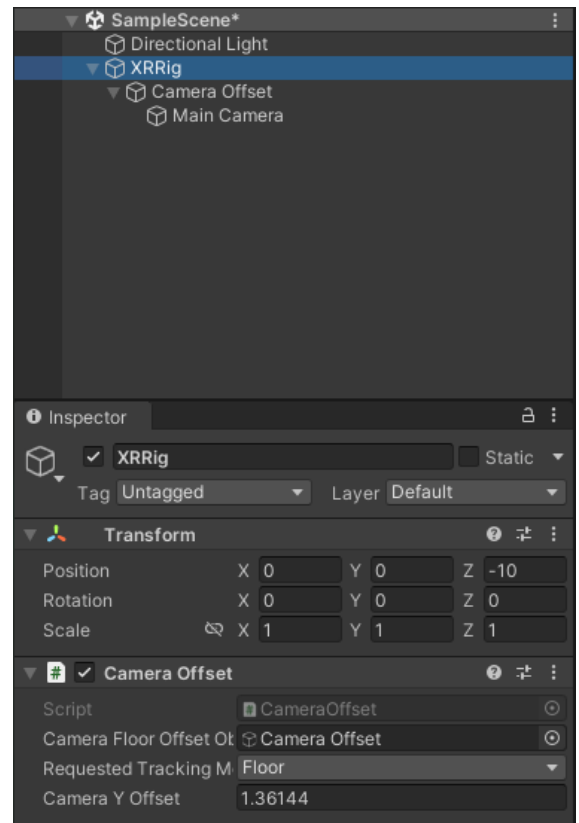 SampleScene*
Directional Light
XRRig
Camera Offset
Main Camera
Inspector
XRRig Static
Tag Untagged Layer Default
Transform
Position X 0 Y 0 Z -10
Rotation X 0 Y 0 Z 0
Scale X 1 Y 1 Z 1
# Camera Offset
Script CameraOffset
Camera Floor Offset Ob Camera Offset
Requested Tracking M Floor
Camera Y Offset 1.36144